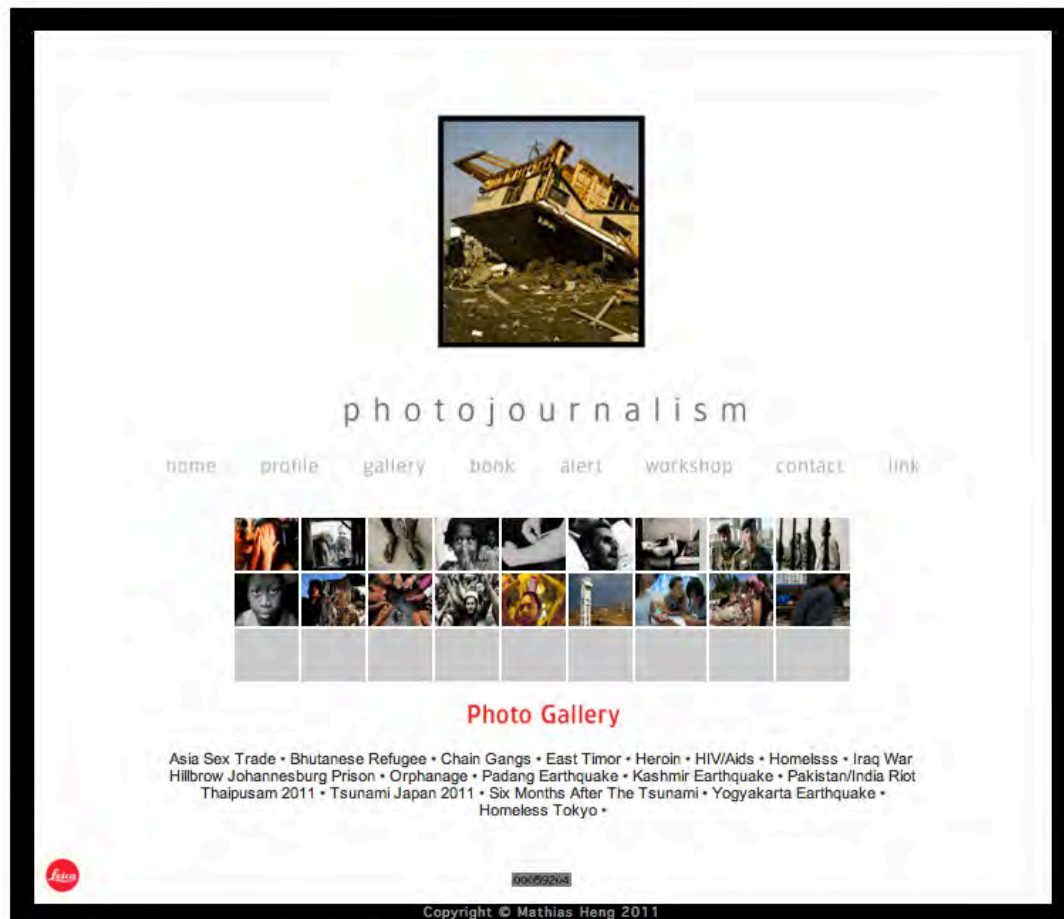 photojournalism
home profile gallery book alert workshop contact link
Photo Gallery
Asia Sex Trade • Bhutanese Refugee • Chain Gangs • East Timor • Heroin • HIV/Aids • Homelsss • Iraq War
Hillbrow Johannesburg Prison • Orphanage • Padang Earthquake • Kashmir Earthquake • Pakistan/India Riot
Thaipusam 2011 • Tsunami Japan 2011 • Six Months After The Tsunami • Yogyakarta Earthquake •
Homeless Tokyo •
Leica
00059204
Copyright © Mathias Heng 2011